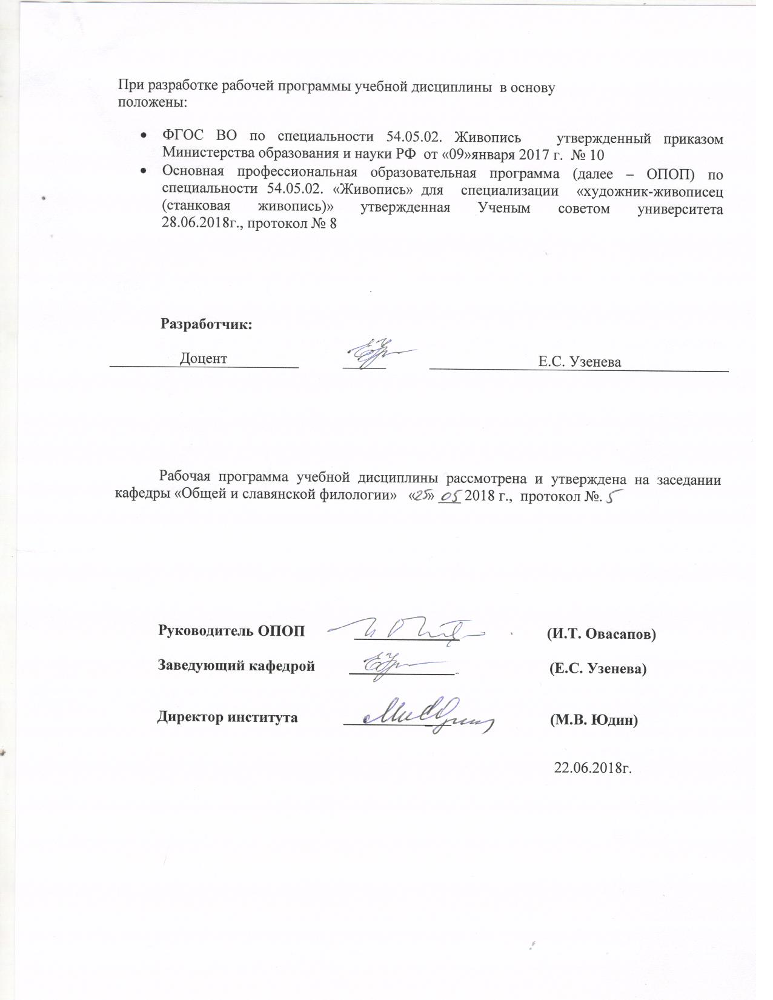 При разработке рабочей программы учебной дисциплины в основу
положены:
• ФГОС ВО по специальности 54.05.02. Живопись утвержденный приказом
Министерства образования и науки РФ от «09»января 2017 г. № 10
• Основная профессиональная образовательная программа (далее – ОПОП) по
специальности 54.05.02. «Живопись» для специализации «художник-живописец
(станковая живопись)» утвержденная Ученым советом университета
28.06.2018г., протокол № 8
Разработчик:
Доцент Е.С. Узенева
Рабочая программа учебной дисциплины рассмотрена и утверждена на заседании
кафедры «Общей и славянской филологии» «25» 05 2018 г., протокол №. 5
Руководитель ОПОП (И.Т. Овасапов)
Заведующий кафедрой (Е.С. Узенева)
Директор института (М.В. Юдин)
22.06.2018г.